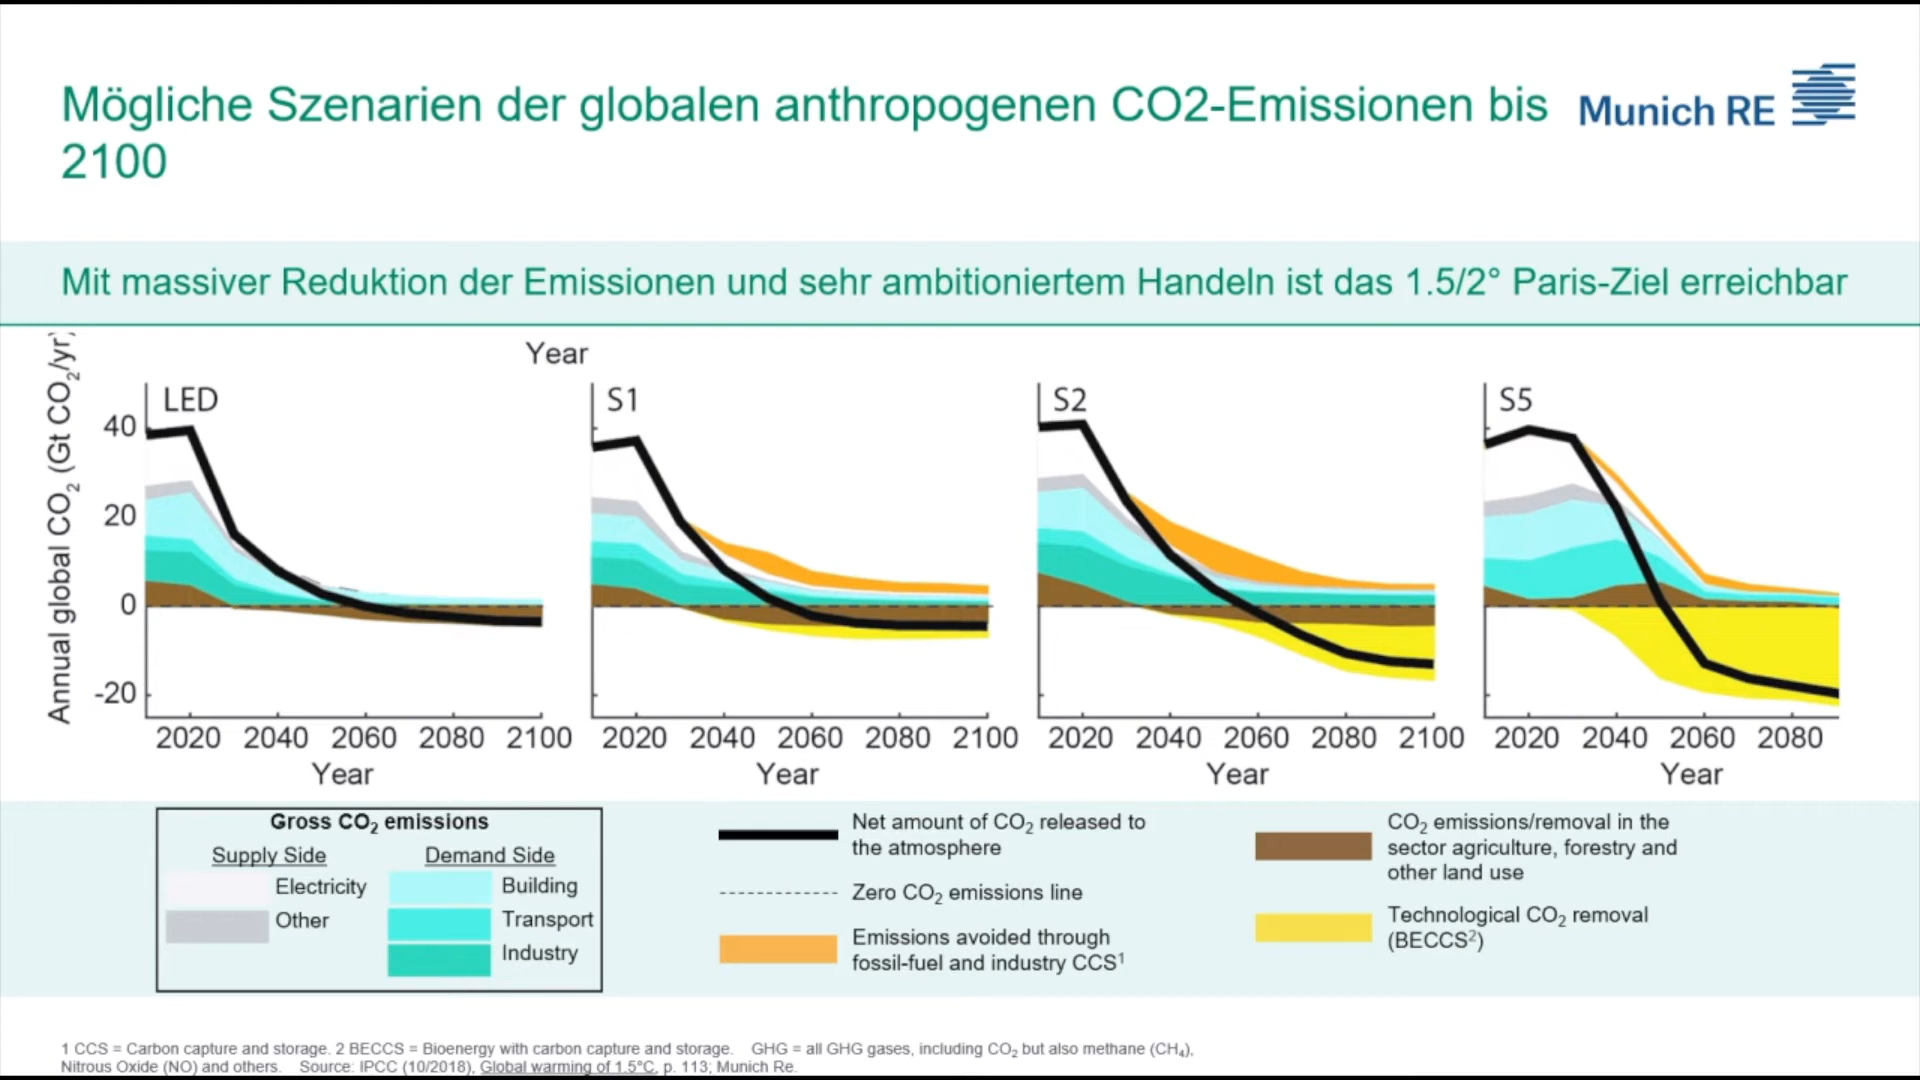 Mögliche Szenarien der globalen anthropogenen CO2-Emissionen bis
2100
Munich RE
Mit massiver Reduktion der Emissionen und sehr ambitioniertem Handeln ist das 1.5/2° Paris-Ziel erreichbar
Annual global CO₂ (Gt CO₂/yr)
Year
LED
S1
S2
S5
40
20
0
-20
2020 2040 2060 2080 2100
2020 2040 2060 2080 2100
2020 2040 2060 2080 2100
2020 2040 2060 2080
Year
Year
Year
Year
Gross CO₂ emissions
Supply Side
Demand Side
Electricity
Building
Other
Transport
Industry
Net amount of CO₂ released to
the atmosphere
Zero CO₂ emissions line
Emissions avoided through
fossil-fuel and industry CCS¹
CO₂ emissions/removal in the
sector agriculture, forestry and
other land use
Technological CO₂ removal
(BECCS²)
1 CCS = Carbon capture and storage. 2 BECCS = Bioenergy with carbon capture and storage. GHG = all GHG gases, including CO₂ but also methane (CH₄),
Nitrous Oxide (NO) and others. Source: IPCC (10/2018), Global warming of 1.5°C, p. 113; Munich Re.